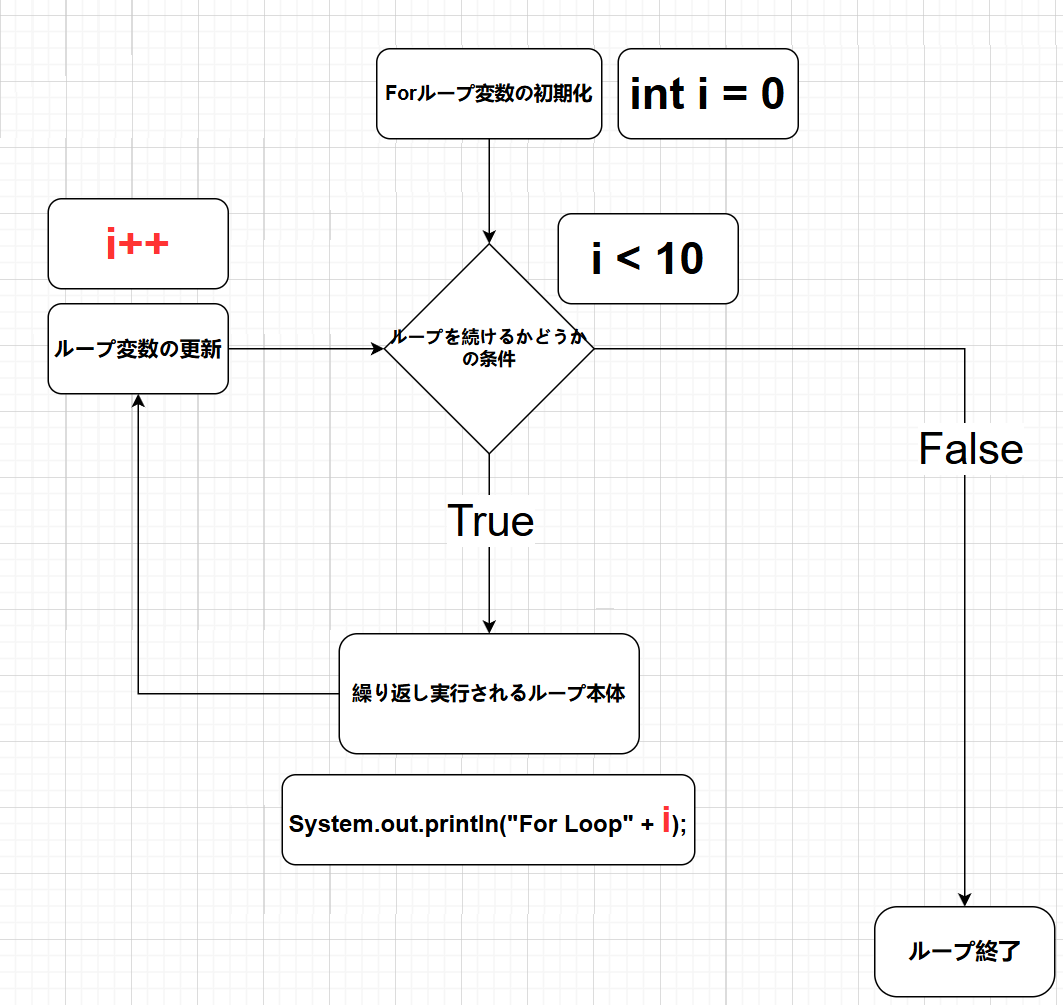 Forループ変数の初期化
int i = 0
i++
i < 10
ループ変数の更新
ループを続けるかどうか
の条件
False
True
繰り返し実行されるループ本体
System.out.println("For Loop" + i);
ループ終了